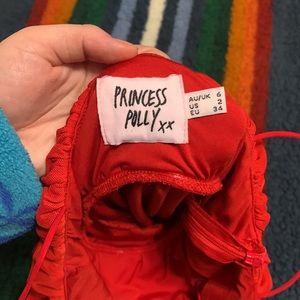 PRINCESS
POLLY xx
AU/UK 6
US 2
EU 34